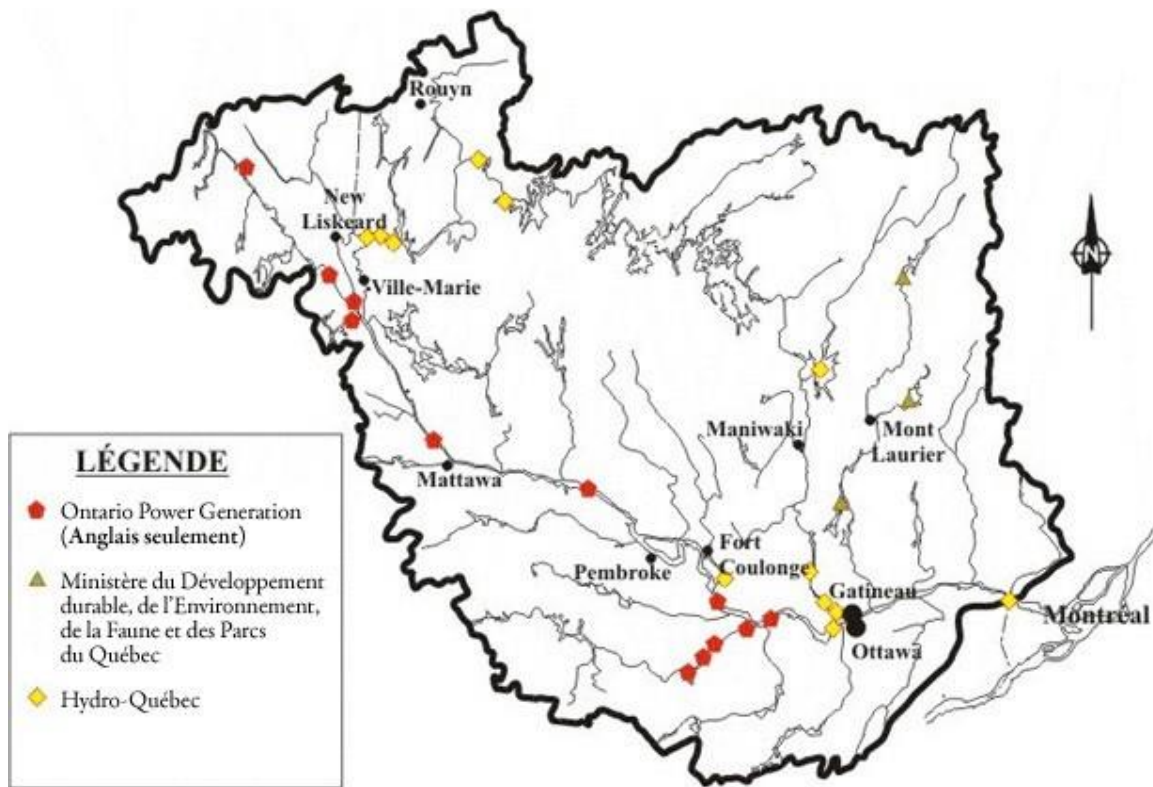 Rouyn
New
Liskeard
Ville-Marie
N
Maniwaki
Mont
Laurier
Mattawa
Fort
Coulonge
Pembroke
Gatineau
Montréal
Ottawa
LÉGENDE
Ontario Power Generation
(Anglais seulement)
Ministère du Développement
durable, de l'Environnement,
de la Faune et des Parcs
du Québec
Hydro-Québec